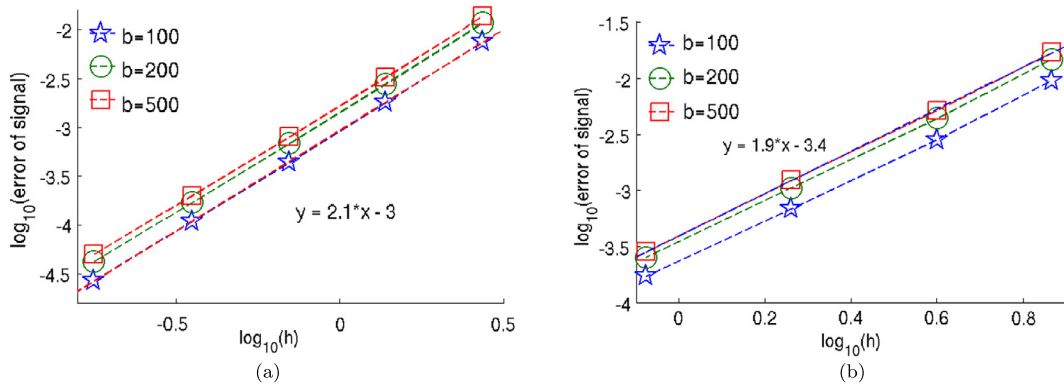 -2
-2.5
-3
-3.5
-4
-4.5
-0.5
0
0.5
log10(error of signal)
log10(h)
b=100
b=200
b=500
y = 2.1*x - 3
(a)
-1.5
-2
-2.5
-3
-3.5
-4
0
0.2
0.4
0.6
0.8
log10(error of signal)
log10(h)
b=100
b=200
b=500
y = 1.9*x - 3.4
(b)